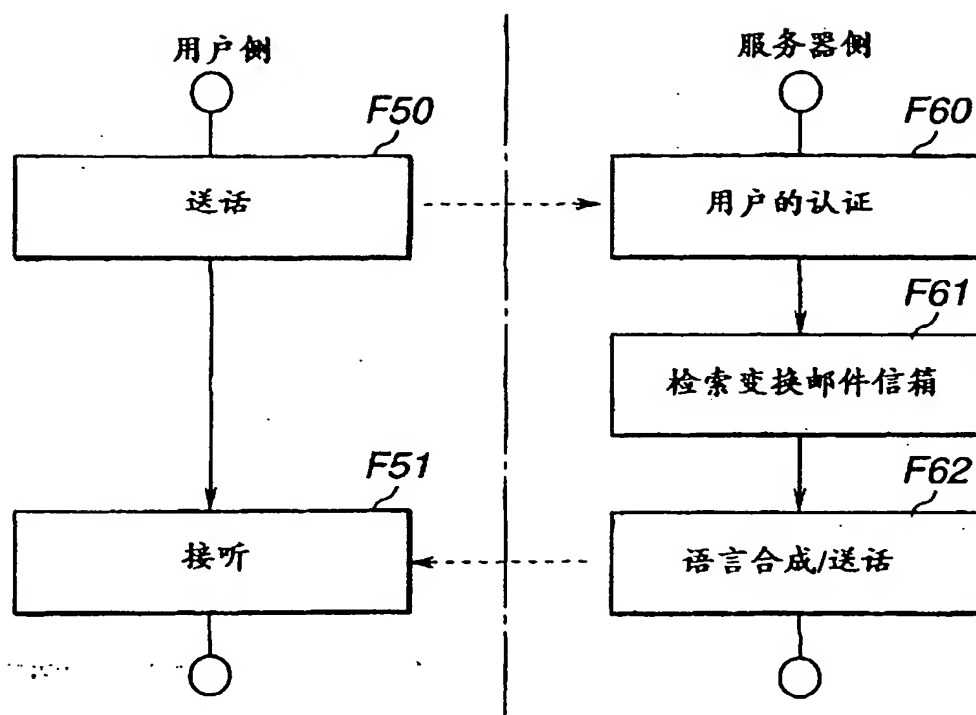 用户侧
F50
送话
F51
接听
服务器侧
F60
用户的认证
F61
检索变换邮件信箱
F62
语言合成/送话